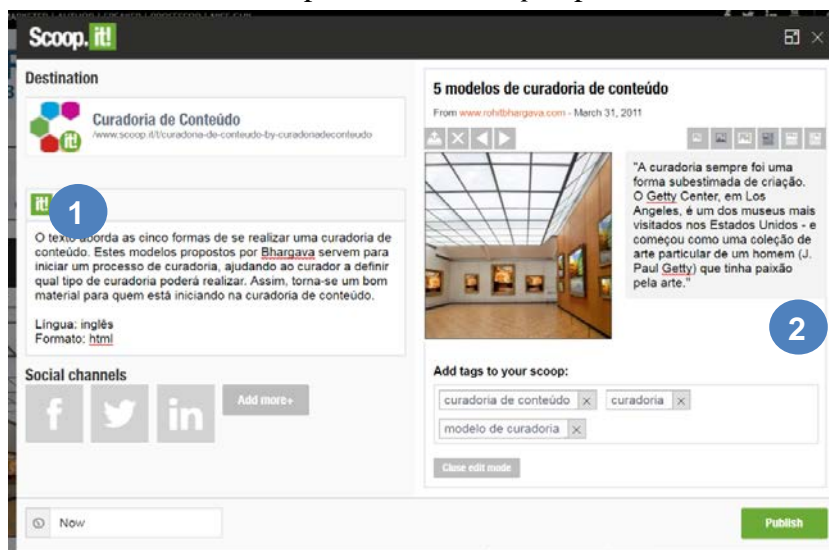 Scoop.it!
Destination
Curadoria de Conteúdo
/www.scoop.it/t/curadoria-de-conteudo-by-curadoriadeconteudo
it!
it!
1
O texto aborda as cinco formas de se realizar uma curadoria de
conteúdo. Estes modelos propostos por Bhargava servem para
iniciar um processo de curadoria, ajudando ao curador a definir
qual tipo de curadoria poderá realizar. Assim, torna-se um bom
material para quem está iniciando na curadoria de conteúdo.
Língua: inglês
Formato: html
Social channels
f
in
Add more+
Now
5 modelos de curadoria de conteúdo
From www.rohitbhargava.com - March 31, 2011
"A curadoria sempre foi uma
forma subestimada de criação.
O Getty Center, em Los
Angeles, é um dos museus mais
visitados nos Estados Unidos - e
começou como uma coleção de
arte particular de um homem (J.
Paul Getty) que tinha paixão
pela arte."
2
Add tags to your scoop:
curadoria de conteúdo x
curadoria x
modelo de curadoria x
Close edit mode
Publish